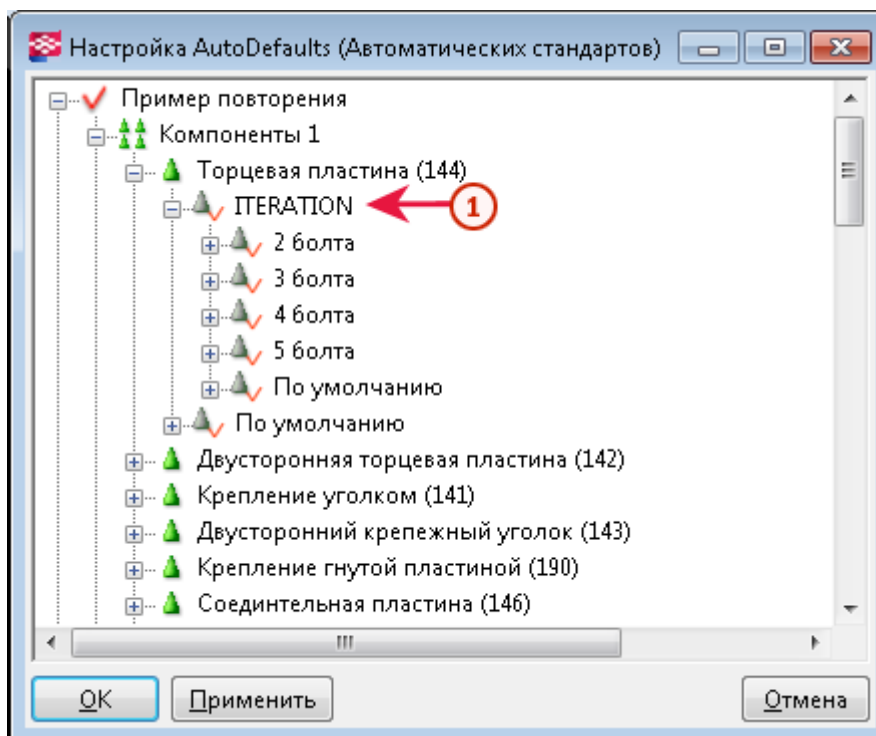 Настройка AutoDefaults (Автоматических стандартов)
Пример повторения
Компоненты 1
Торцевая пластина (144)
ITERATION
1
2 болта
3 болта
4 болта
5 болта
По умолчанию
По умолчанию
Двусторонняя торцевая пластина (142)
Крепление уголком (141)
Двусторонний крепежный уголок (143)
Крепление гнутой пластиной (190)
Соединтельная пластина (146)
OK
Применить
Отмена